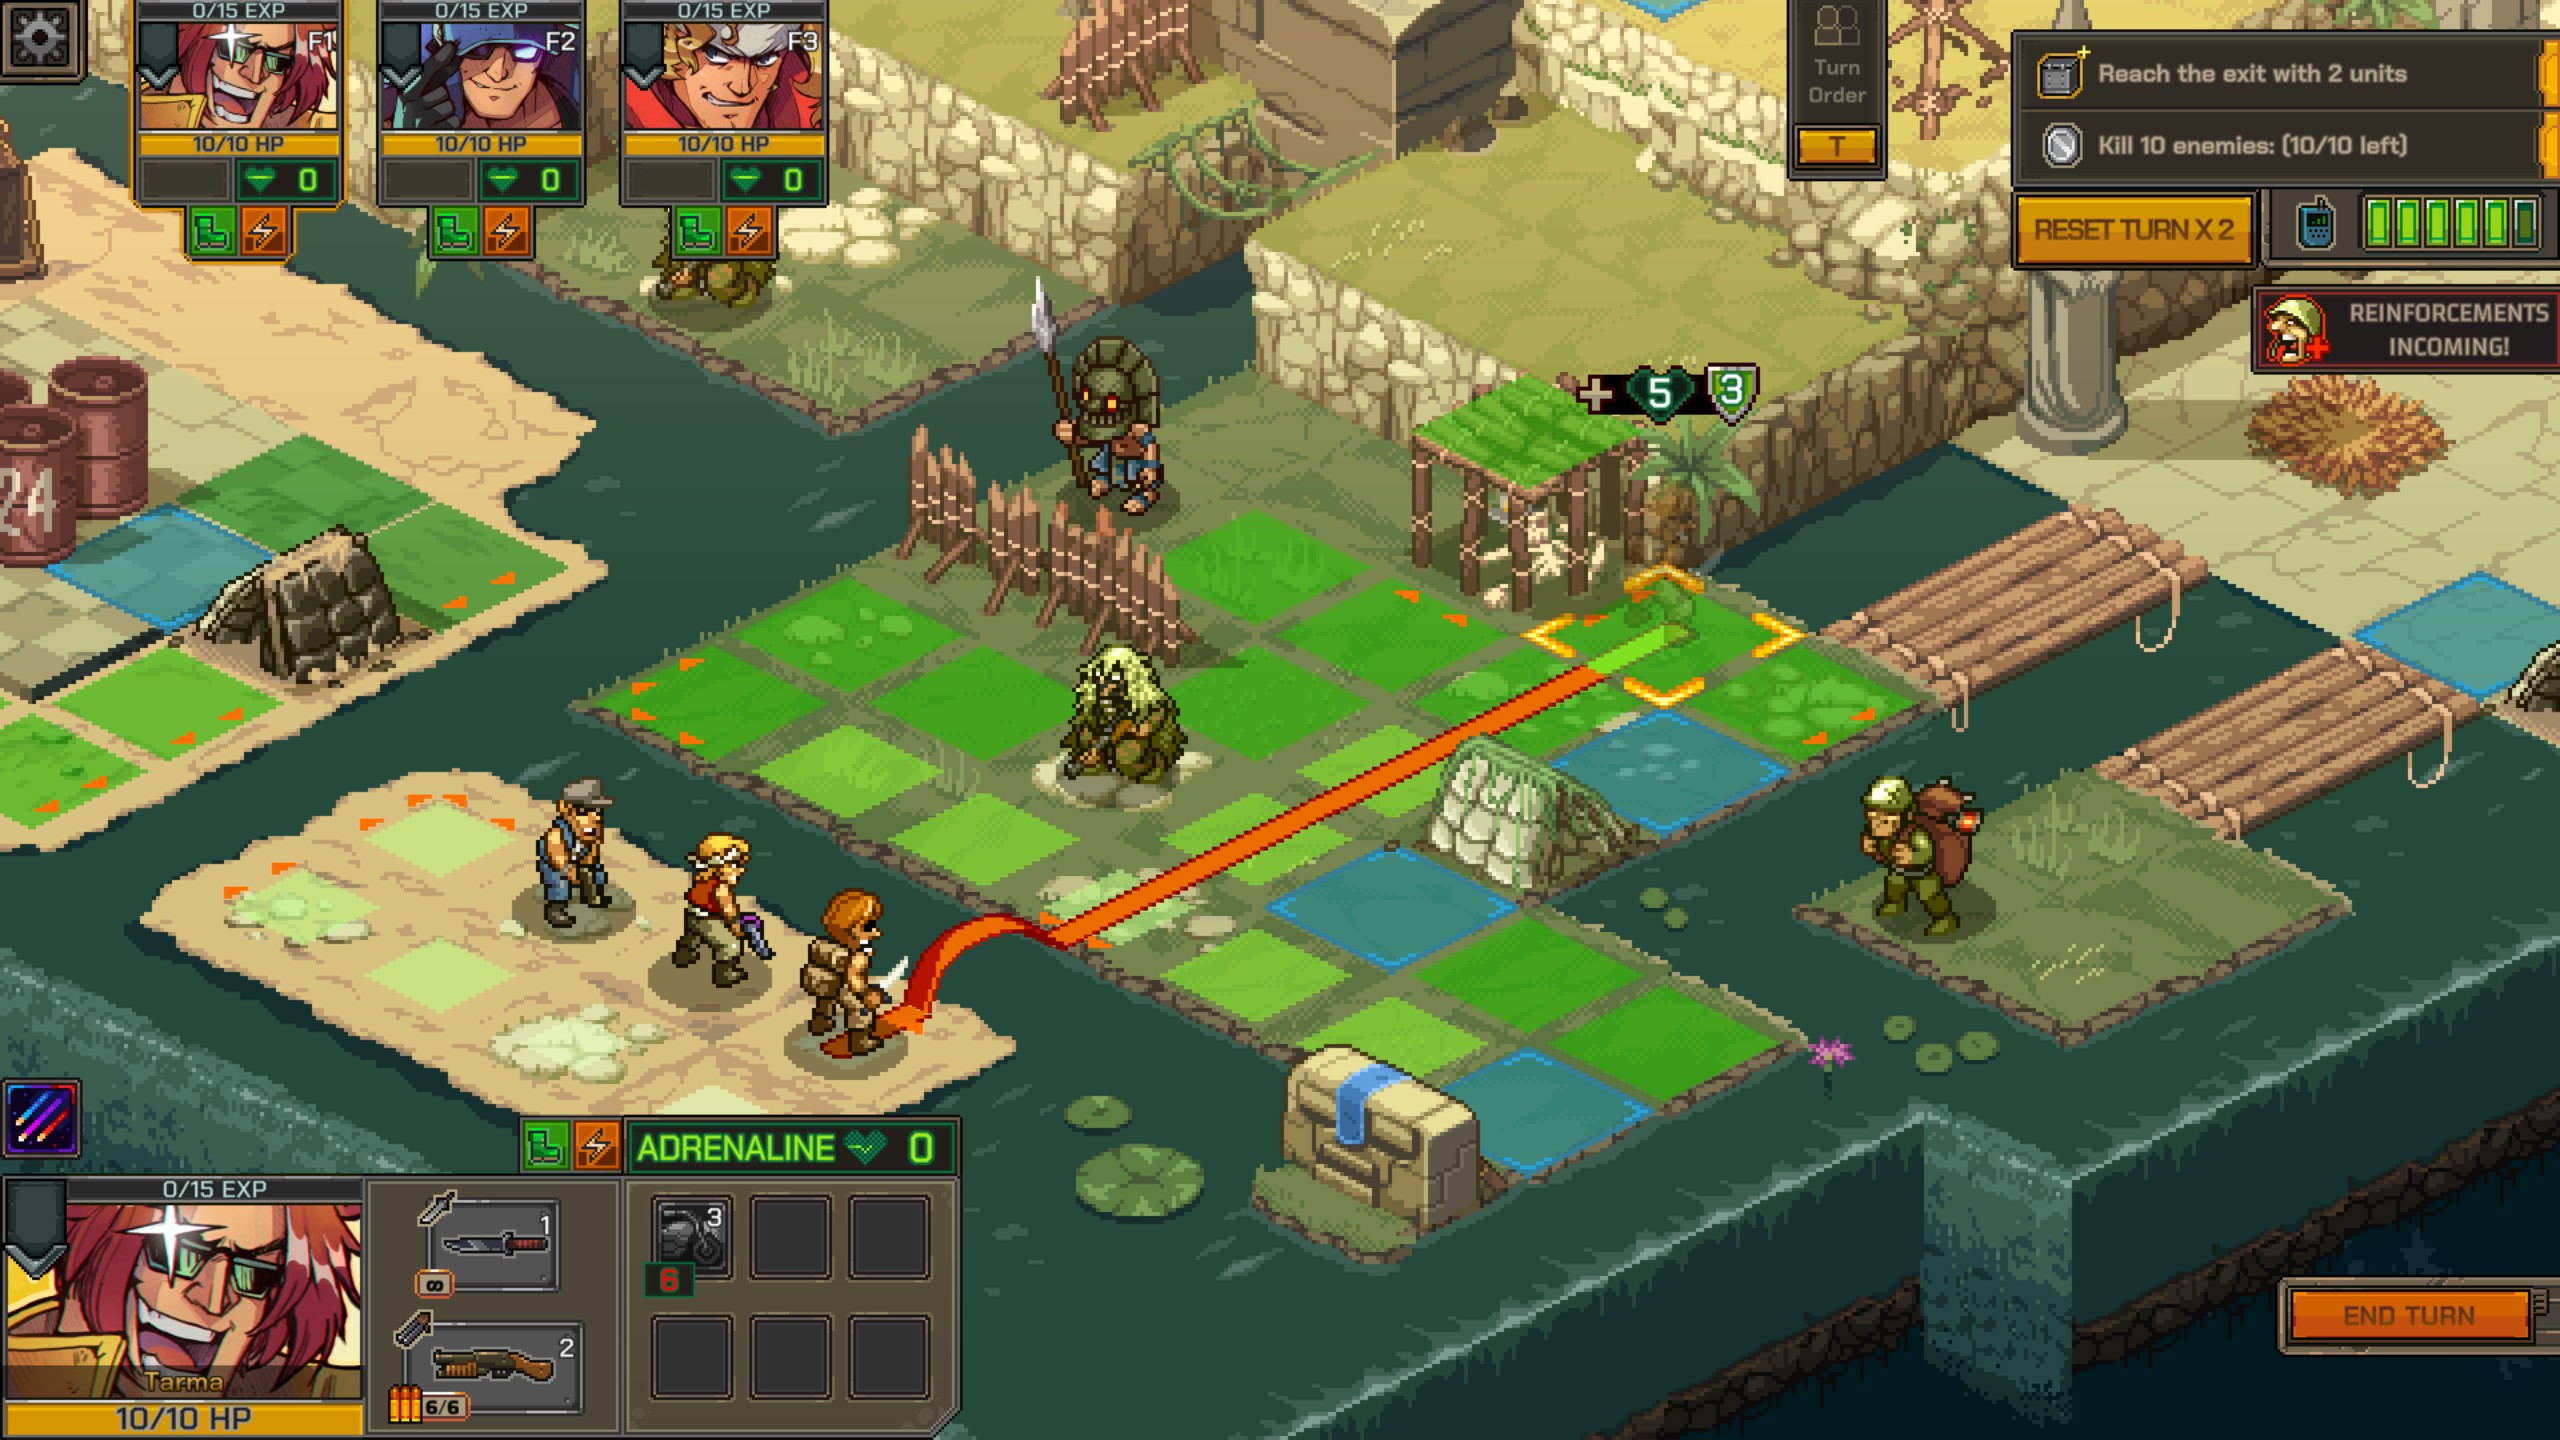 0/15 EXP
F1
10/10 HP
0
0/15 EXP
F2
10/10 HP
0
0/15 EXP
F3
10/10 HP
0
Turn
Order
T
Reach the exit with 2 units
Kill 10 enemies: (10/10 left)
RESET TURN X 2
REINFORCEMENTS
INCOMING!
5 3
24
ADRENALINE 0
0/15 EXP
Tarma
10/10 HP
1
∞
2
6/6
3
6
END TURN